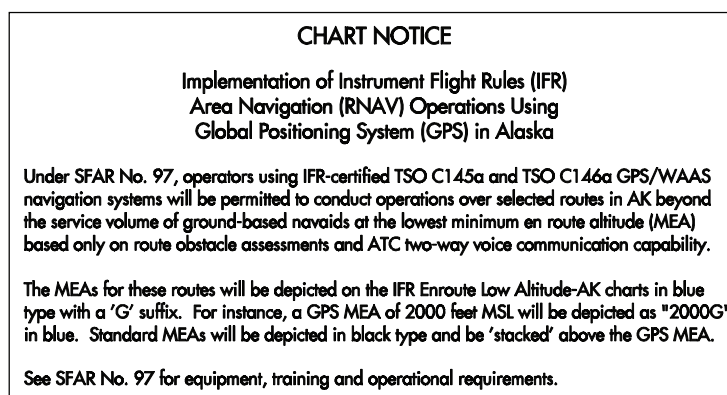 CHART NOTICE
Implementation of Instrument Flight Rules (IFR)
Area Navigation (RNAV) Operations Using
Global Positioning System (GPS) in Alaska
Under SFAR No. 97, operators using IFR-certified TSO C145a and TSO C146a GPS/WAAS
navigation systems will be permitted to conduct operations over selected routes in AK beyond
the service volume of ground-based navaids at the lowest minimum en route altitude (MEA)
based only on route obstacle assessments and ATC two-way voice communication capability.
The MEAs for these routes will be depicted on the IFR Enroute Low Altitude-AK charts in blue
type with a 'G' suffix. For instance, a GPS MEA of 2000 feet MSL will be depicted as "2000G"
in blue. Standard MEAs will be depicted in black type and be 'stacked' above the GPS MEA.
See SFAR No. 97 for equipment, training and operational requirements.